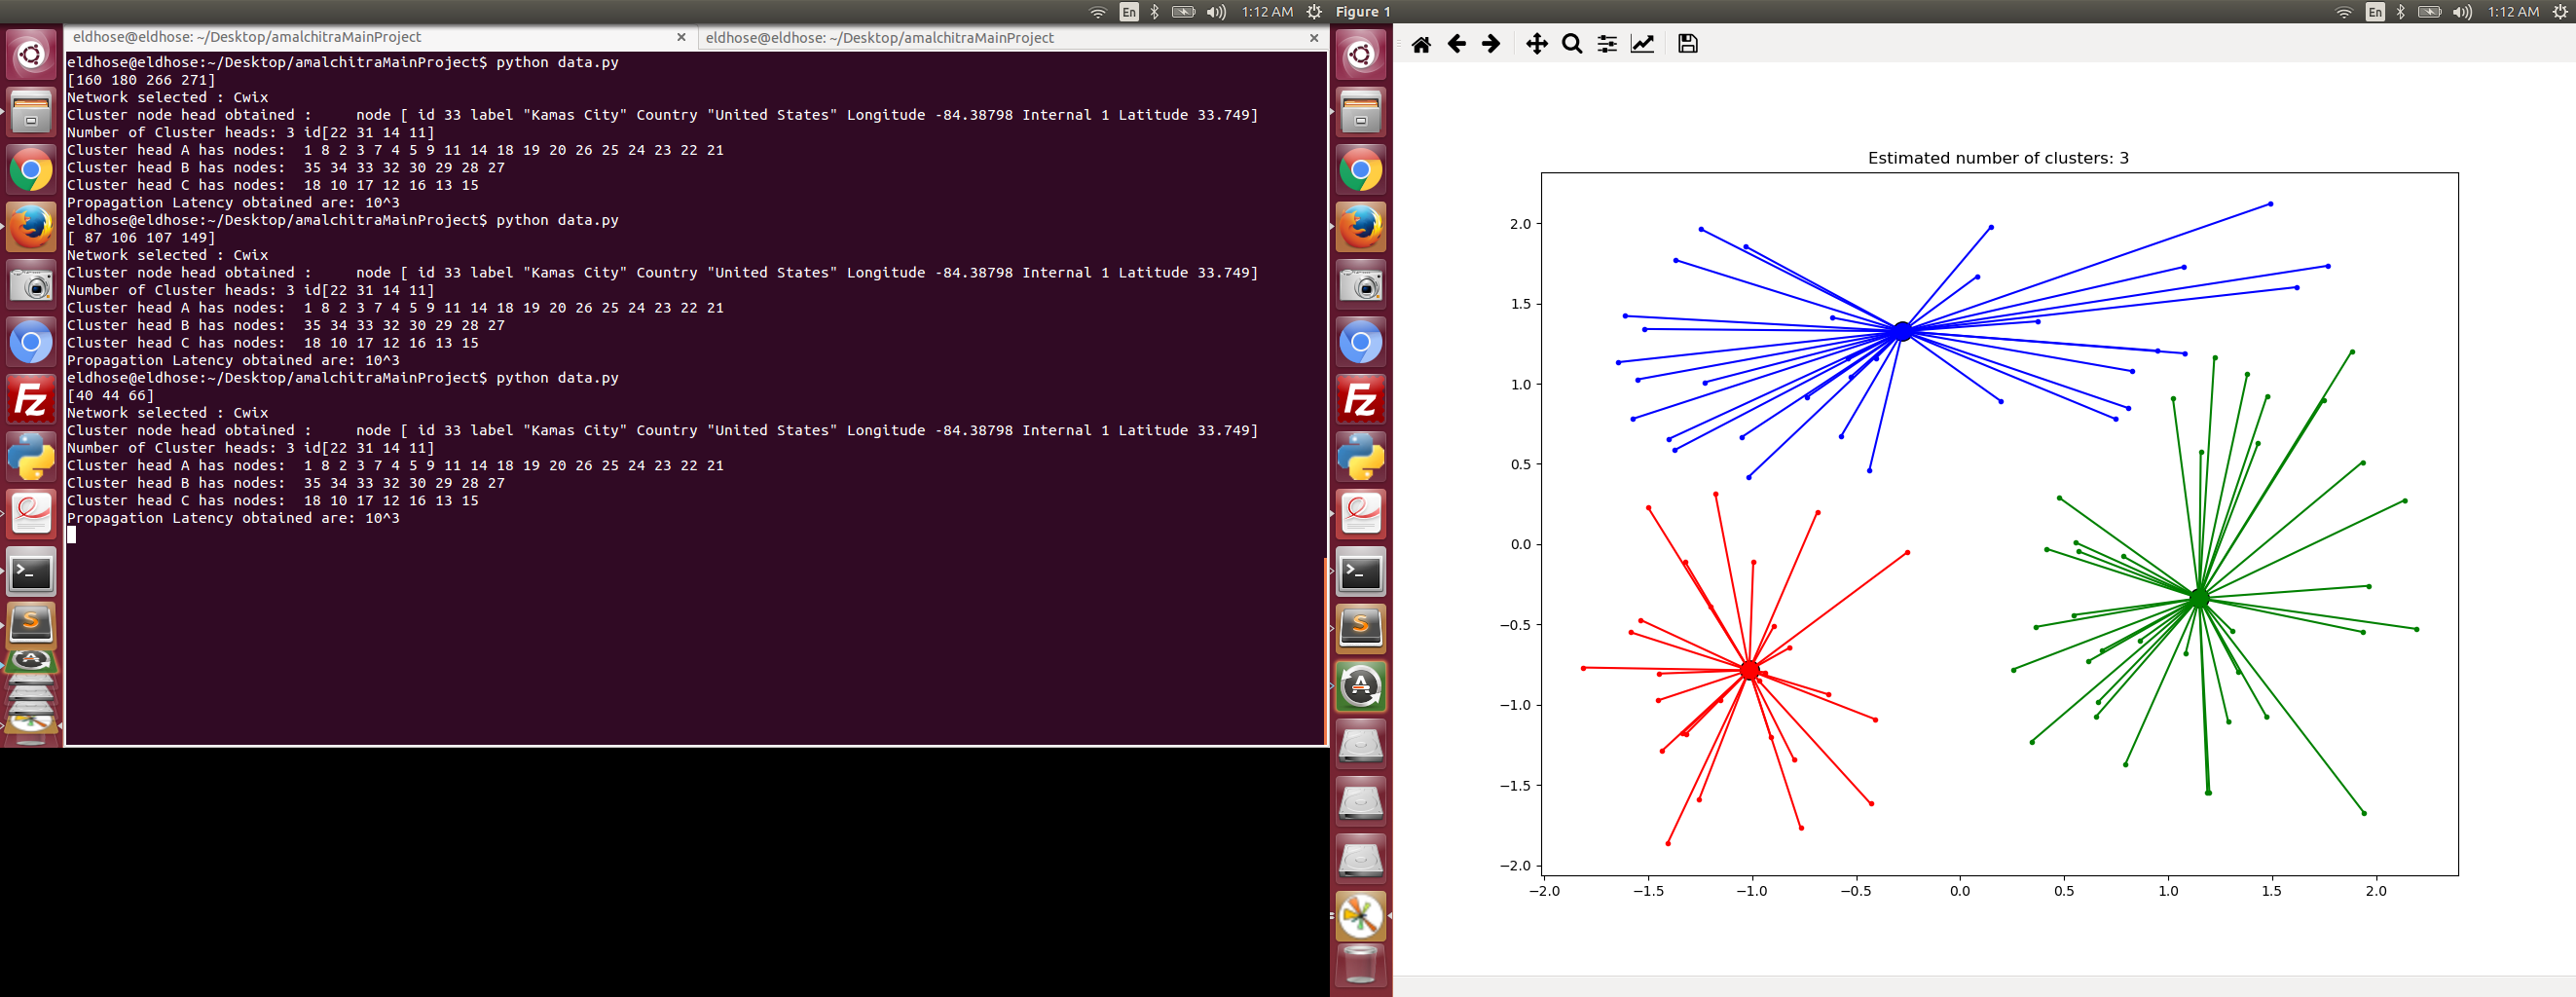 En 1:12 AM Figure 1 En 1:12 AM
eldhose@eldhose: ~/Desktop/amalchitraMainProject × eldhose@eldhose: ~/Desktop/amalchitraMainProject ×
eldhose@eldhose:~/Desktop/amalchitraMainProject$ python data.py
[160 180 266 271]
Network selected : Cwix
Cluster node head obtained :     node [ id 33 label "Kamas City" Country "United States" Longitude -84.38798 Internal 1 Latitude 33.749]
Number of Cluster heads: 3 id[22 31 14 11]
Cluster head A has nodes:  1 8 2 3 7 4 5 9 11 14 18 19 20 26 25 24 23 22 21
Cluster head B has nodes:  35 34 33 32 30 29 28 27
Cluster head C has nodes:  18 10 17 12 16 13 15
Propagation Latency obtained are: 10^3
eldhose@eldhose:~/Desktop/amalchitraMainProject$ python data.py
[ 87 106 107 149]
Network selected : Cwix
Cluster node head obtained :     node [ id 33 label "Kamas City" Country "United States" Longitude -84.38798 Internal 1 Latitude 33.749]
Number of Cluster heads: 3 id[22 31 14 11]
Cluster head A has nodes:  1 8 2 3 7 4 5 9 11 14 18 19 20 26 25 24 23 22 21
Cluster head B has nodes:  35 34 33 32 30 29 28 27
Cluster head C has nodes:  18 10 17 12 16 13 15
Propagation Latency obtained are: 10^3
eldhose@eldhose:~/Desktop/amalchitraMainProject$ python data.py
[40 44 66]
Network selected : Cwix
Cluster node head obtained :     node [ id 33 label "Kamas City" Country "United States" Longitude -84.38798 Internal 1 Latitude 33.749]
Number of Cluster heads: 3 id[22 31 14 11]
Cluster head A has nodes:  1 8 2 3 7 4 5 9 11 14 18 19 20 26 25 24 23 22 21
Cluster head B has nodes:  35 34 33 32 30 29 28 27
Cluster head C has nodes:  18 10 17 12 16 13 15
Propagation Latency obtained are: 10^3
Estimated number of clusters: 3
2.0
1.5
1.0
0.5
0.0
−0.5
−1.0
−1.5
−2.0
−2.0 −1.5 −1.0 −0.5 0.0 0.5 1.0 1.5 2.0